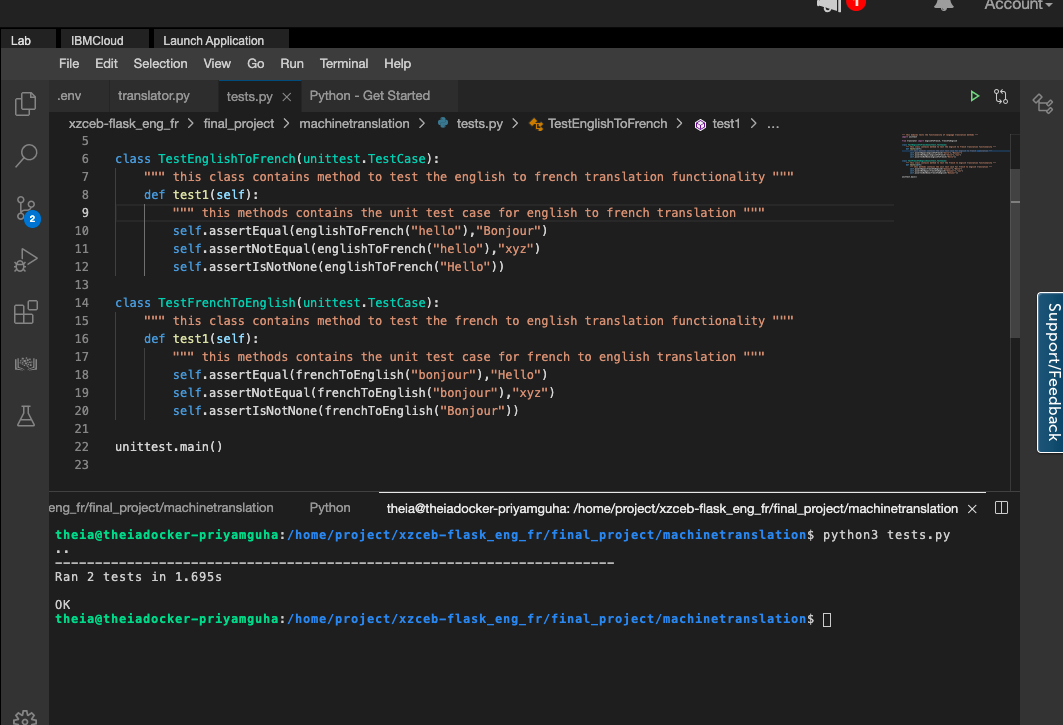 1
Account
Lab IBMCloud Launch Application
File Edit Selection View Go Run Terminal Help
.env translator.py tests.py × Python - Get Started
xzceb-flask_eng_fr > final_project > machinetranslation > tests.py > TestEnglishToFrench > test1 > ...
5
6 class TestEnglishToFrench(unittest.TestCase):
7 """ this class contains method to test the english to french translation functionality """
8 def test1(self):
9 """ this methods contains the unit test case for english to french translation """
10 self.assertEqual(englishToFrench("hello"),"Bonjour")
11 self.assertNotEqual(englishToFrench("hello"),"xyz")
12 self.assertIsNotNone(englishToFrench("Hello"))
13
14 class TestFrenchToEnglish(unittest.TestCase):
15 """ this class contains method to test the french to english translation functionality """
16 def test1(self):
17 """ this methods contains the unit test case for french to english translation """
18 self.assertEqual(frenchToEnglish("bonjour"),"Hello")
19 self.assertNotEqual(frenchToEnglish("bonjour"),"xyz")
20 self.assertIsNotNone(frenchToEnglish("Bonjour"))
21
22 unittest.main()
23
2
Support/Feedback
eng_fr/final_project/machinetranslation Python theia@theiadocker-priyamguha: /home/project/xzceb-flask_eng_fr/final_project/machinetranslation ×
theia@theiadocker-priyamguha:/home/project/xzceb-flask_eng_fr/final_project/machinetranslation$ python3 tests.py
..
----------------------------------------------------------------------
Ran 2 tests in 1.695s
OK
theia@theiadocker-priyamguha:/home/project/xzceb-flask_eng_fr/final_project/machinetranslation$